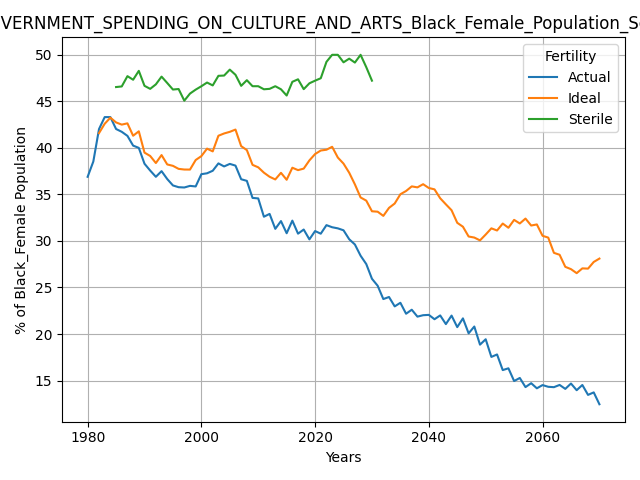 VERNMENT_SPENDING_ON_CULTURE_AND_ARTS_Black_Female_Population_S
Fertility
Actual
Ideal
Sterile
% of Black_Female Population
50
45
40
35
30
25
20
15
1980
2000
2020
2040
2060
Years